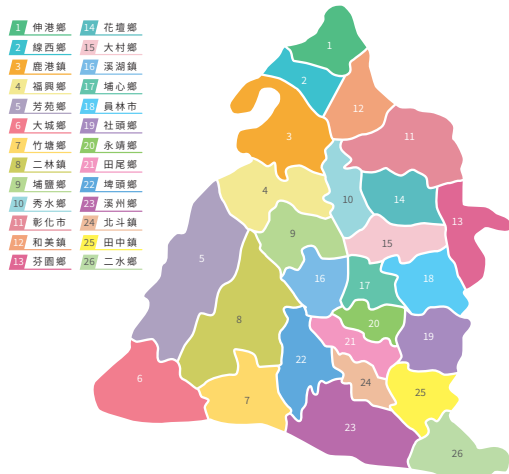 1 伸港鄉
2 線西鄉
3 鹿港鎮
4 福興鄉
5 芳苑鄉
6 大城鄉
7 竹塘鄉
8 二林鎮
9 埔鹽鄉
10 秀水鄉
11 彰化市
12 和美鎮
13 芬園鄉
14 花壇鄉
15 大村鄉
16 溪湖鎮
17 埔心鄉
18 員林市
19 社頭鄉
20 永靖鄉
21 田尾鄉
22 埤頭鄉
23 溪州鄉
24 北斗鎮
25 田中鎮
26 二水鄉
1
2
12
3
11
4
10
14
13
9
15
5
16
17
18
8
20
19
21
22
6
24
25
7
23
26